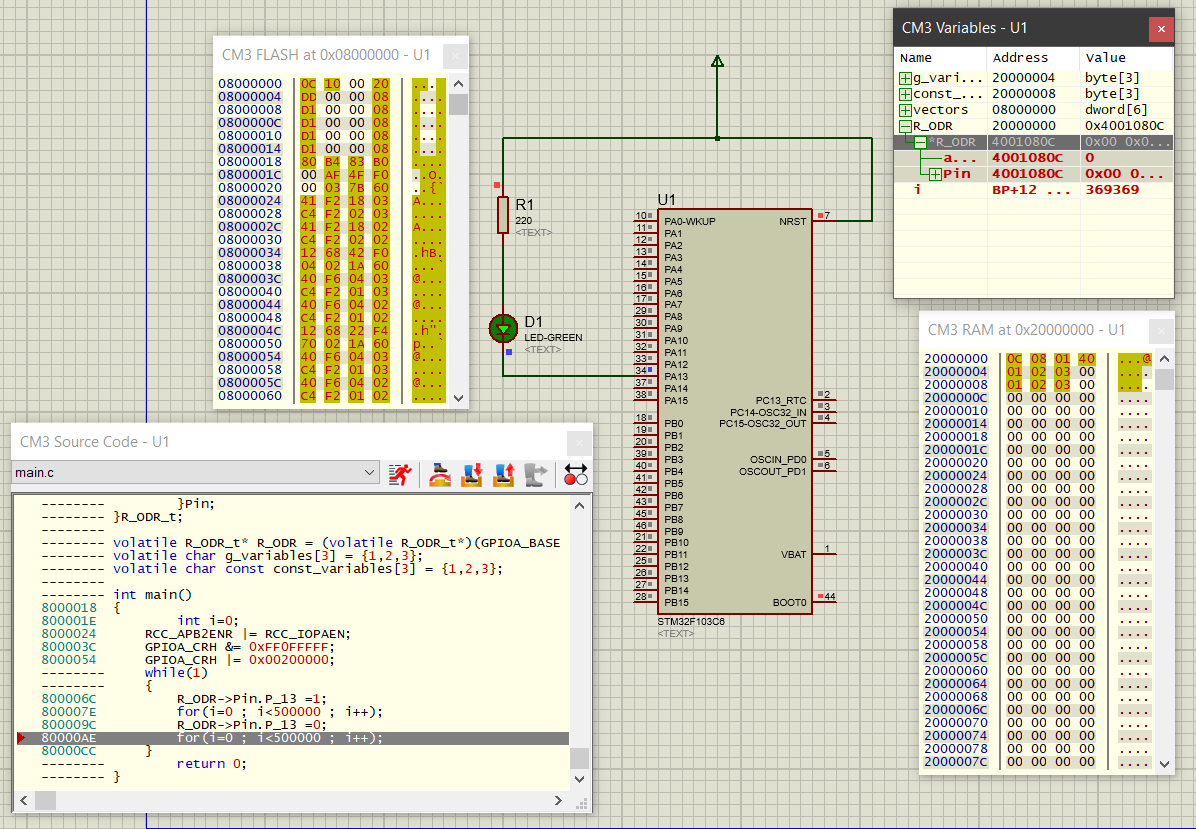 CM3 FLASH at 0x08000000 - U1
08000000 0C 10 00 20
08000004 DD 00 00 08
08000008 D1 00 00 08
0800000C D1 00 00 08
08000010 D1 00 00 08
08000014 D1 00 00 08
08000018 80 B4 83 B0
0800001C 00 AF 4F F0 ..O.
08000020 00 03 7B 60 ..{`
08000024 41 F2 18 03 A...
08000028 C4 F2 02 03
0800002C 41 F2 18 02 A...
08000030 C4 F2 02 02
08000034 12 68 42 F0 .hB.
08000038 04 02 1A 60 ...`
0800003C 40 F6 04 03 @...
08000040 C4 F2 01 03
08000044 40 F6 04 02 @...
08000048 C4 F2 01 02
0800004C 12 68 22 F4 .h".
08000050 70 02 1A 60 p..`
08000054 40 F6 04 03 @...
08000058 C4 F2 01 03
0800005C 40 F6 04 02 @...
08000060 C4 F2 01 02
CM3 Variables - U1
Name Address Value
g_vari... 20000004 byte[3]
const_... 20000008 byte[3]
vectors 08000000 dword[6]
R_ODR 20000000 0x4001080C
*R_ODR 4001080C 0x00 0x0...
a... 4001080C 0
Pin 4001080C 0x00 0...
i BP+12 ... 369369
R1
220
<TEXT>
D1
LED-GREEN
<TEXT>
U1
10 PA0-WKUP NRST 7
11 PA1
12 PA2
13 PA3
14 PA4
15 PA5
16 PA6
17 PA7
29 PA8
30 PA9
31 PA10
32 PA11
33 PA12
34 PA13
37 PA14
38 PA15
PC13_RTC 2
PC14-OSC32_IN 3
PC15-OSC32_OUT 4
18 PB0
19 PB1
20 PB2
39 PB3 OSCIN_PD0 5
40 PB4 OSCOUT_PD1 6
41 PB5
42 PB6
43 PB7
45 PB8
46 PB9
21 PB10
22 PB11 VBAT 1
25 PB12
26 PB13
27 PB14
28 PB15 BOOT0 44
STM32F103C6
<TEXT>
CM3 RAM at 0x20000000 - U1
20000000 0C 08 01 40 ...@
20000004 01 02 03 00 ....
20000008 01 02 03 00 ....
2000000C 00 00 00 00 ....
20000010 00 00 00 00 ....
20000014 00 00 00 00 ....
20000018 00 00 00 00 ....
2000001C 00 00 00 00 ....
20000020 00 00 00 00 ....
20000024 00 00 00 00 ....
20000028 00 00 00 00 ....
2000002C 00 00 00 00 ....
20000030 00 00 00 00 ....
20000034 00 00 00 00 ....
20000038 00 00 00 00 ....
2000003C 00 00 00 00 ....
20000040 00 00 00 00 ....
20000044 00 00 00 00 ....
20000048 00 00 00 00 ....
2000004C 00 00 00 00 ....
20000050 00 00 00 00 ....
20000054 00 00 00 00 ....
20000058 00 00 00 00 ....
2000005C 00 00 00 00 ....
20000060 00 00 00 00 ....
20000064 00 00 00 00 ....
20000068 00 00 00 00 ....
2000006C 00 00 00 00 ....
20000070 00 00 00 00 ....
20000074 00 00 00 00 ....
20000078 00 00 00 00 ....
2000007C 00 00 00 00 ....
CM3 Source Code - U1
main.c
-------- }Pin;
-------- }R_ODR_t;
--------
-------- volatile R_ODR_t* R_ODR = (volatile R_ODR_t*)(GPIOA_BASE
-------- volatile char g_variables[3] = {1,2,3};
-------- volatile char const const_variables[3] = {1,2,3};
--------
-------- int main()
8000018 {
800001E int i=0;
8000024 RCC_APB2ENR |= RCC_IOPAEN;
800003C GPIOA_CRH &= 0xFF0FFFFF;
8000054 GPIOA_CRH |= 0x00200000;
-------- while(1)
-------- {
800006C R_ODR->Pin.P_13 =1;
800007E for(i=0 ; i<500000 ; i++);
800009C R_ODR->Pin.P_13 =0;
80000AE for(i=0 ; i<500000 ; i++);
80000CC }
-------- return 0;
-------- }